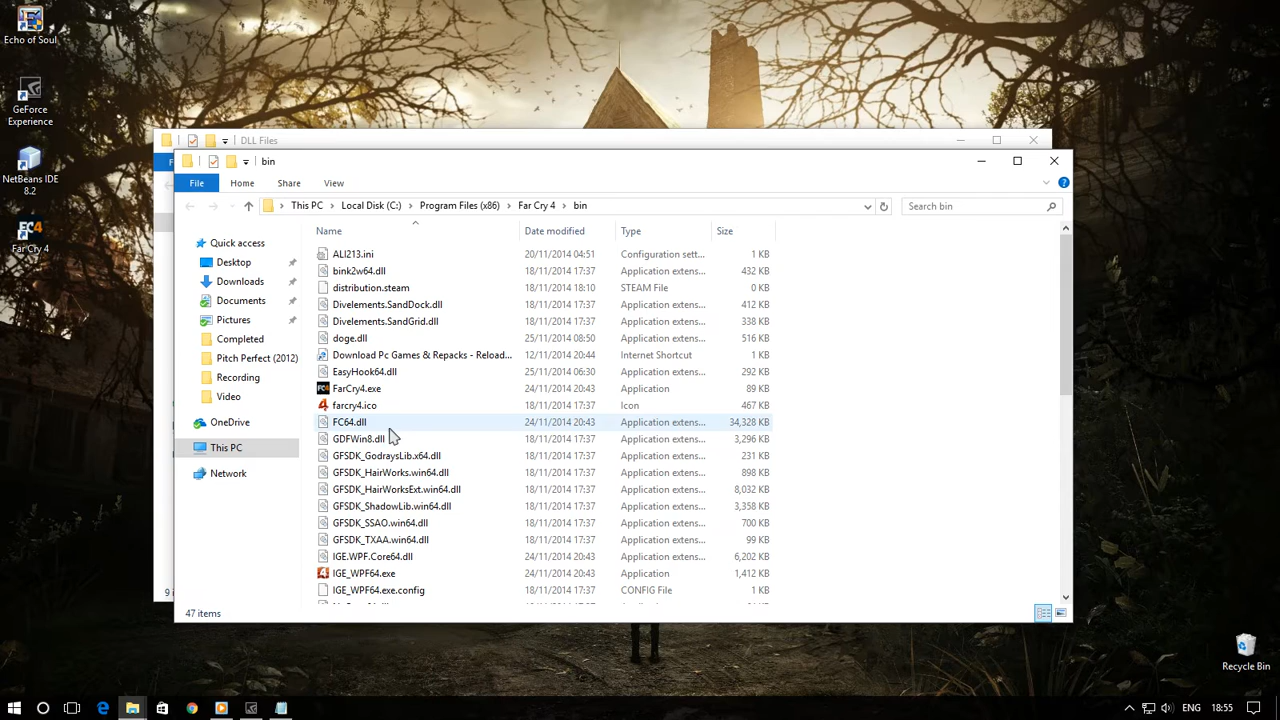 Echo of Soul
GeForce
Experience
NetBeans IDE
8.2
FC4
Far Cry 4
DLL Files
bin
File Home Share View
This PC Local Disk (C:) Program Files (x86) Far Cry 4 bin
Search bin
Name Date modified Type Size
Quick access
Desktop
Downloads
Documents
Pictures
Completed
Pitch Perfect (2012)
Recording
Video
OneDrive
This PC
Network
ALI213.ini 20/11/2014 04:51 Configuration sett... 1 KB
bink2w64.dll 18/11/2014 17:37 Application extens... 432 KB
distribution.steam 18/11/2014 18:10 STEAM File 0 KB
Divelements.SandDock.dll 18/11/2014 17:37 Application extens... 412 KB
Divelements.SandGrid.dll 18/11/2014 17:37 Application extens... 338 KB
doge.dll 25/11/2014 08:50 Application extens... 516 KB
Download Pc Games & Repacks - Reload... 12/11/2014 20:44 Internet Shortcut 1 KB
EasyHook64.dll 25/11/2014 06:30 Application extens... 292 KB
FarCry4.exe 24/11/2014 20:43 Application 89 KB
farcry4.ico 18/11/2014 17:37 Icon 467 KB
FC64.dll 24/11/2014 20:43 Application extens... 34,328 KB
GDFWin8.dll 18/11/2014 17:37 Application extens... 3,296 KB
GFSDK_GodraysLib.x64.dll 18/11/2014 17:37 Application extens... 231 KB
GFSDK_HairWorks.win64.dll 18/11/2014 17:37 Application extens... 898 KB
GFSDK_HairWorksExt.win64.dll 18/11/2014 17:37 Application extens... 8,032 KB
GFSDK_ShadowLib.win64.dll 18/11/2014 17:37 Application extens... 3,358 KB
GFSDK_SSAO.win64.dll 18/11/2014 17:37 Application extens... 700 KB
GFSDK_TXAA.win64.dll 18/11/2014 17:37 Application extens... 99 KB
IGE.WPF.Core64.dll 24/11/2014 20:43 Application extens... 6,202 KB
IGE_WPF64.exe 24/11/2014 20:43 Application 1,412 KB
IGE_WPF64.exe.config 18/11/2014 17:37 CONFIG File 1 KB
47 items
Recycle Bin
ENG 18:55